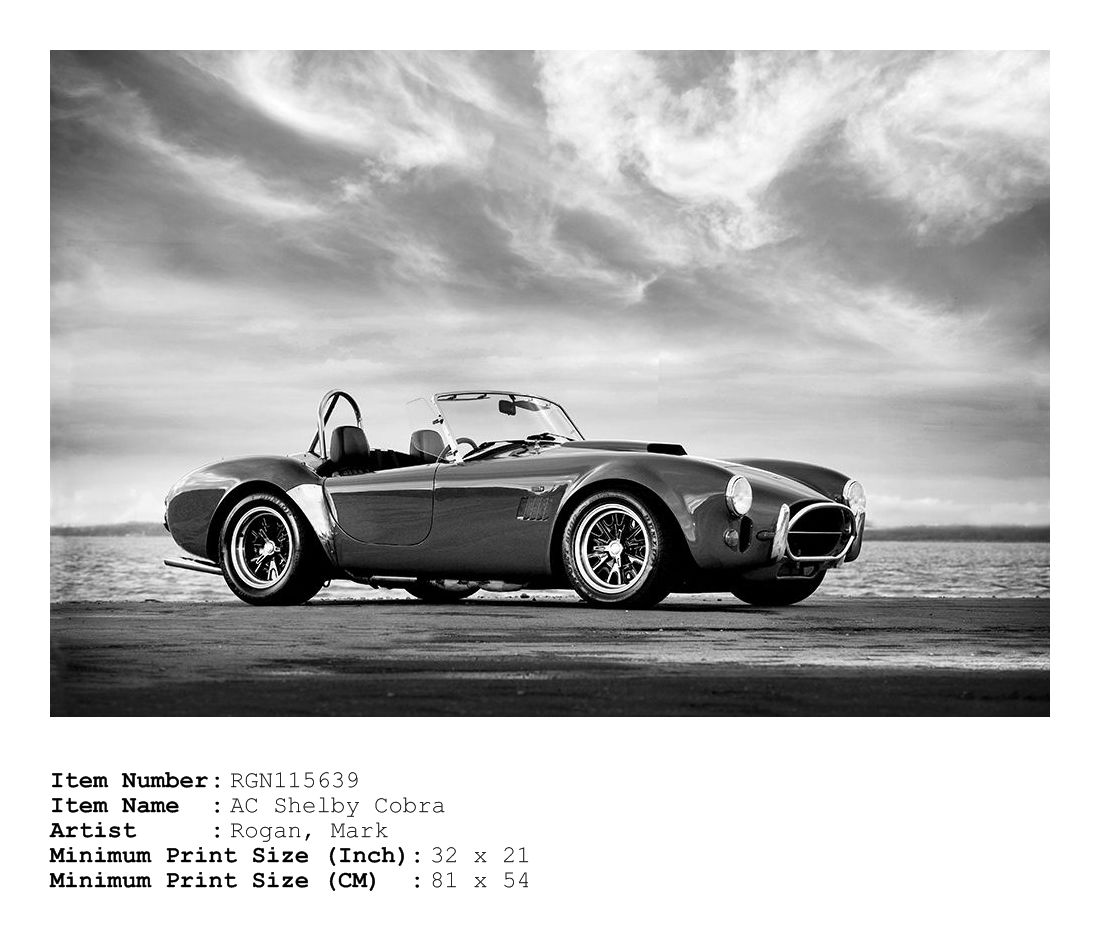 Item Number: RGN115639
Item Name : AC Shelby Cobra
Artist : Rogan, Mark
Minimum Print Size (Inch): 32 x 21
Minimum Print Size (CM) : 81 x 54